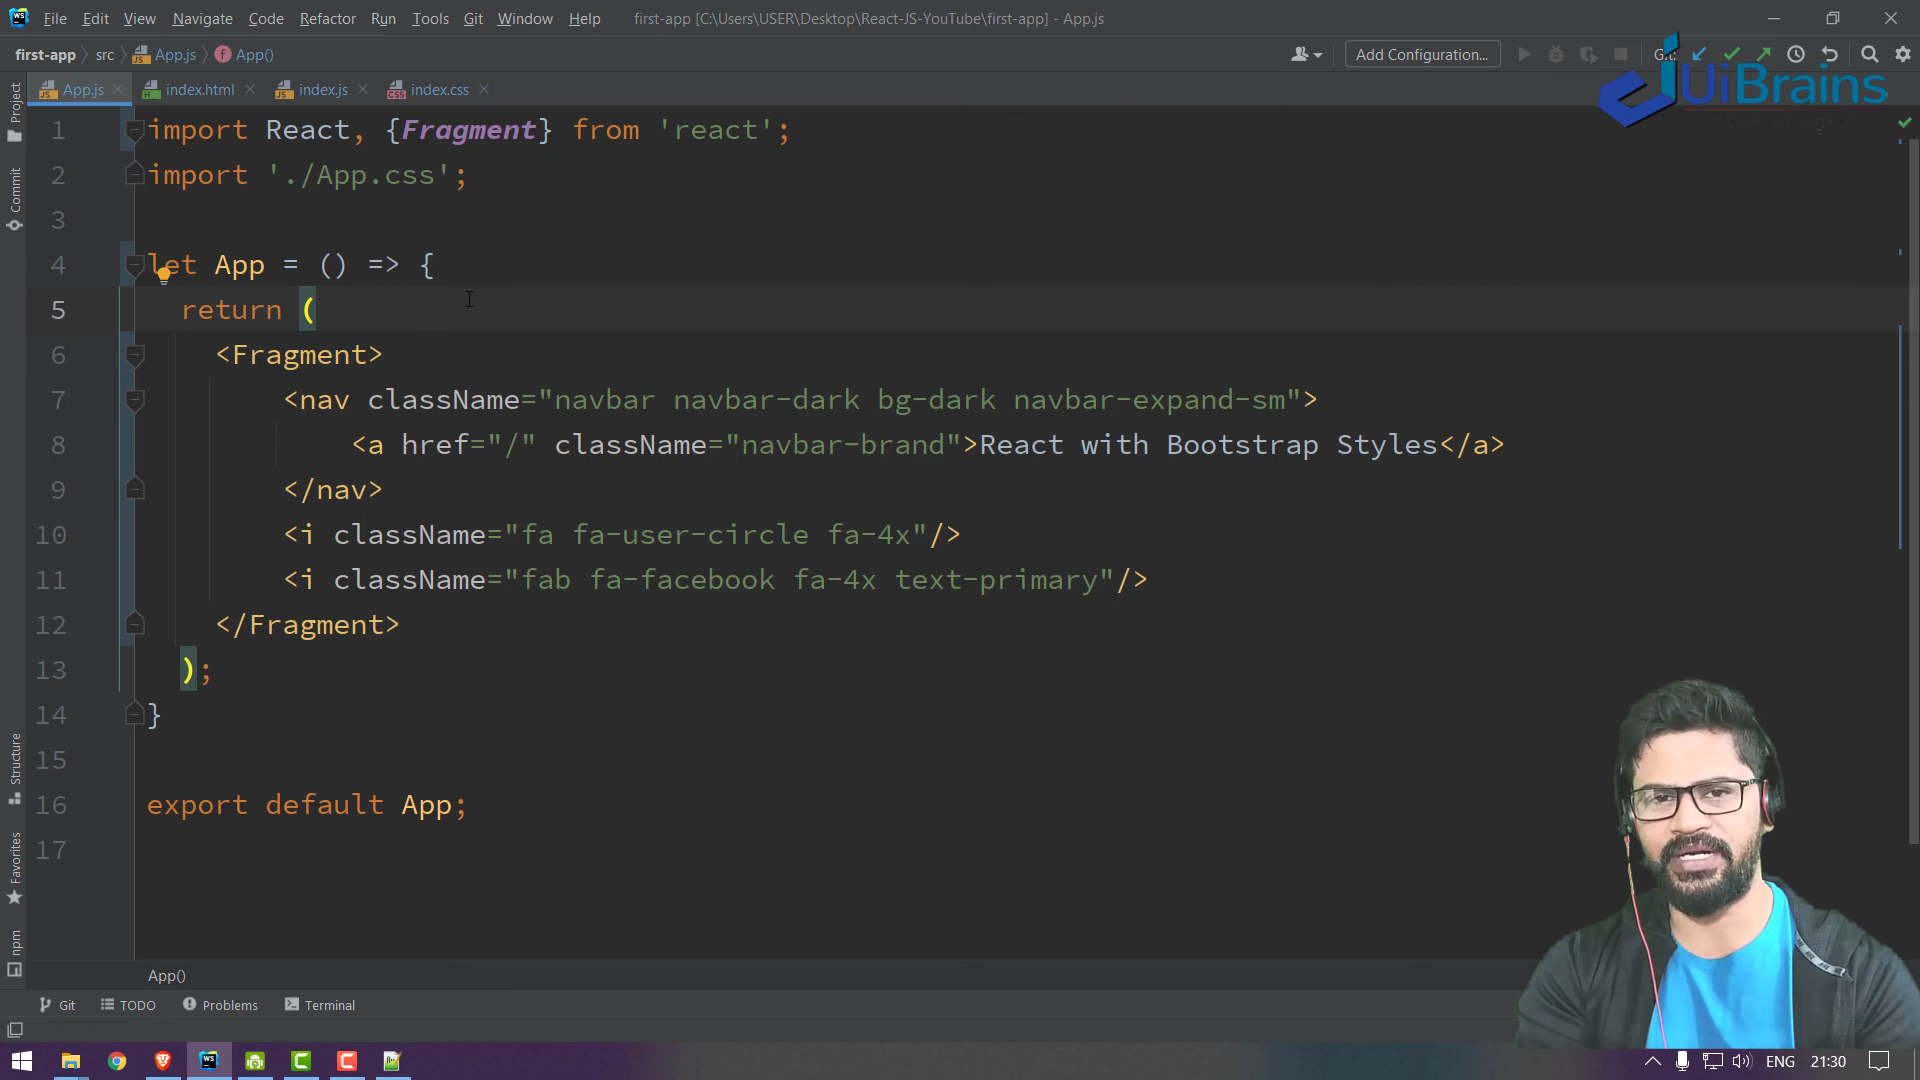 File Edit View Navigate Code Refactor Run Tools Git Window Help first-app [C:\Users\USER\Desktop\React-JS-YouTube\first-app] - App.js
first-app src App.js App() Add Configuration... Git:
UiBrains
App.js index.html index.js index.css
Project
Commit
Structure
Favorites
npm
1 import React, {Fragment} from 'react';
2 import './App.css';
3
4 let App = () => {
5 return (
6 <Fragment>
7 <nav className="navbar navbar-dark bg-dark navbar-expand-sm">
8 <a href="/" className="navbar-brand">React with Bootstrap Styles</a>
9 </nav>
10 <i className="fa fa-user-circle fa-4x"/>
11 <i className="fab fa-facebook fa-4x text-primary"/>
12 </Fragment>
13 );
14 }
15
16 export default App;
17
App()
Git TODO Problems Terminal
WS
ENG 21:30